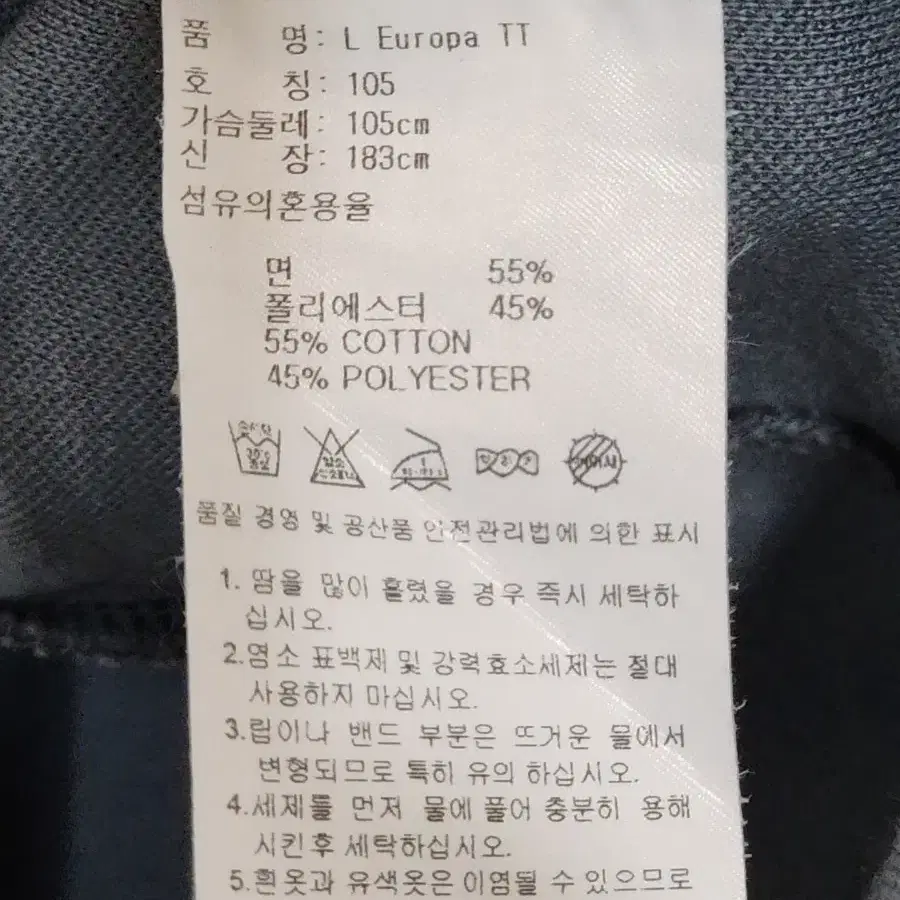 품 명: L Europa TT
호 칭: 105
가슴둘레: 105cm
신 장: 183cm
섬유의혼용율
면 55%
폴리에스터 45%
55% COTTON
45% POLYESTER
손세탁
30℃
중성
염소
품질 경영 및 공산품 안전관리법에 의한 표시
1. 땀을 많이 흘렸을 경우 즉시 세탁하
십시오.
2.염소 표백제 및 강력효소세제는 절대
사용하지 마십시오.
3.립이나 밴드 부분은 뜨거운 물에서
변형되므로 특히 유의 하십시오.
4.세제를 먼저 물에 풀어 충분히 용해
시킨후 세탁하십시오.
5.흰옷과 유색옷은 이염될 수 있으므로